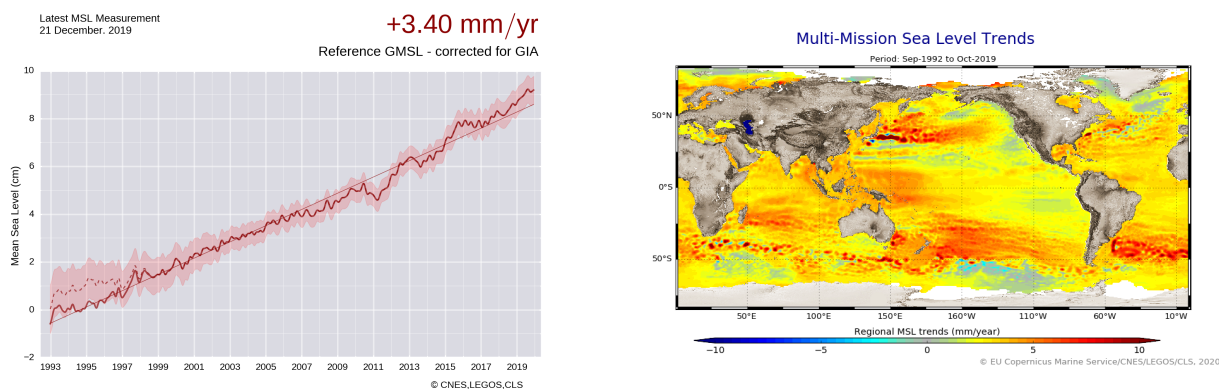 Latest MSL Measurement
21 December. 2019
+3.40 mm/yr
Reference GMSL - corrected for GIA
10
8
6
4
2
0
−2
Mean Sea Level (cm)
1993 1995 1997 1999 2001 2003 2005 2007 2009 2011 2013 2015 2017 2019
© CNES,LEGOS,CLS
Multi-Mission Sea Level Trends
Period: Sep-1992 to Oct-2019
50°N
0°S
50°S
50°E 100°E 150°E 160°W 110°W 60°W 10°W
Regional MSL trends (mm/year)
−10 −5 0 5 10
© EU Copernicus Marine Service/CNES/LEGOS/CLS, 2020